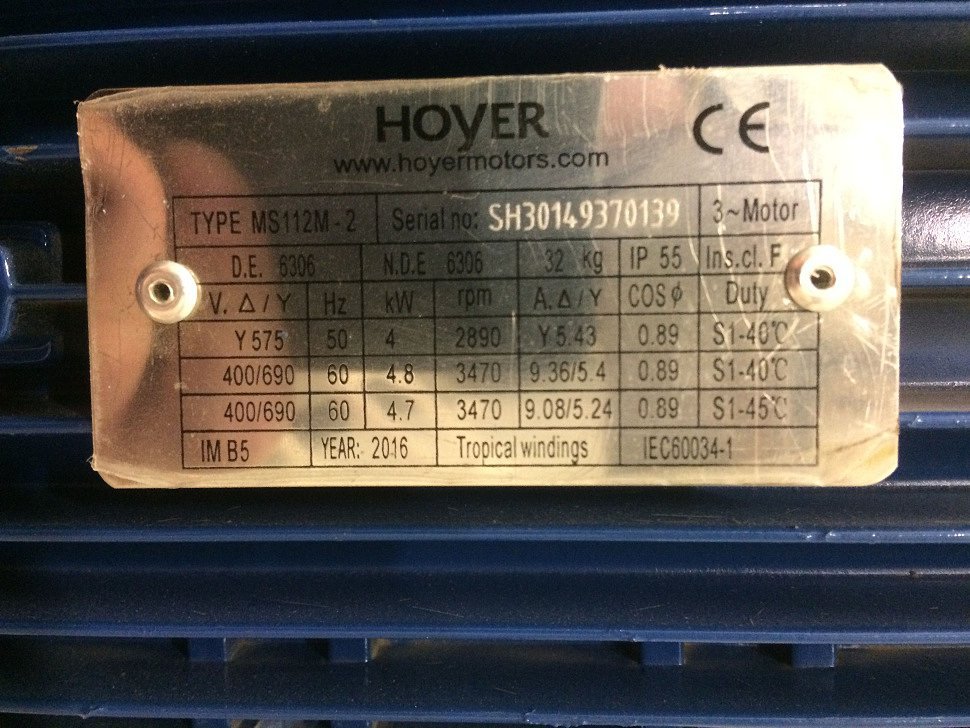 HOYER CE
www.hoyermotors.com
TYPE MS112M - 2 Serial no: SH30149370139 3~Motor
D.E. 6306 N.D.E 6306 32 kg IP 55 Ins.cl. F
V. Δ / Y Hz kW rpm A. Δ / Y COS ϕ Duty
Y 575 50 4 2890 Y 5.43 0.89 S1-40℃
400/690 60 4.8 3470 9.36/5.4 0.89 S1-40℃
400/690 60 4.7 3470 9.08/5.24 0.89 S1-45℃
IM B5 YEAR: 2016 Tropical windings IEC60034-1